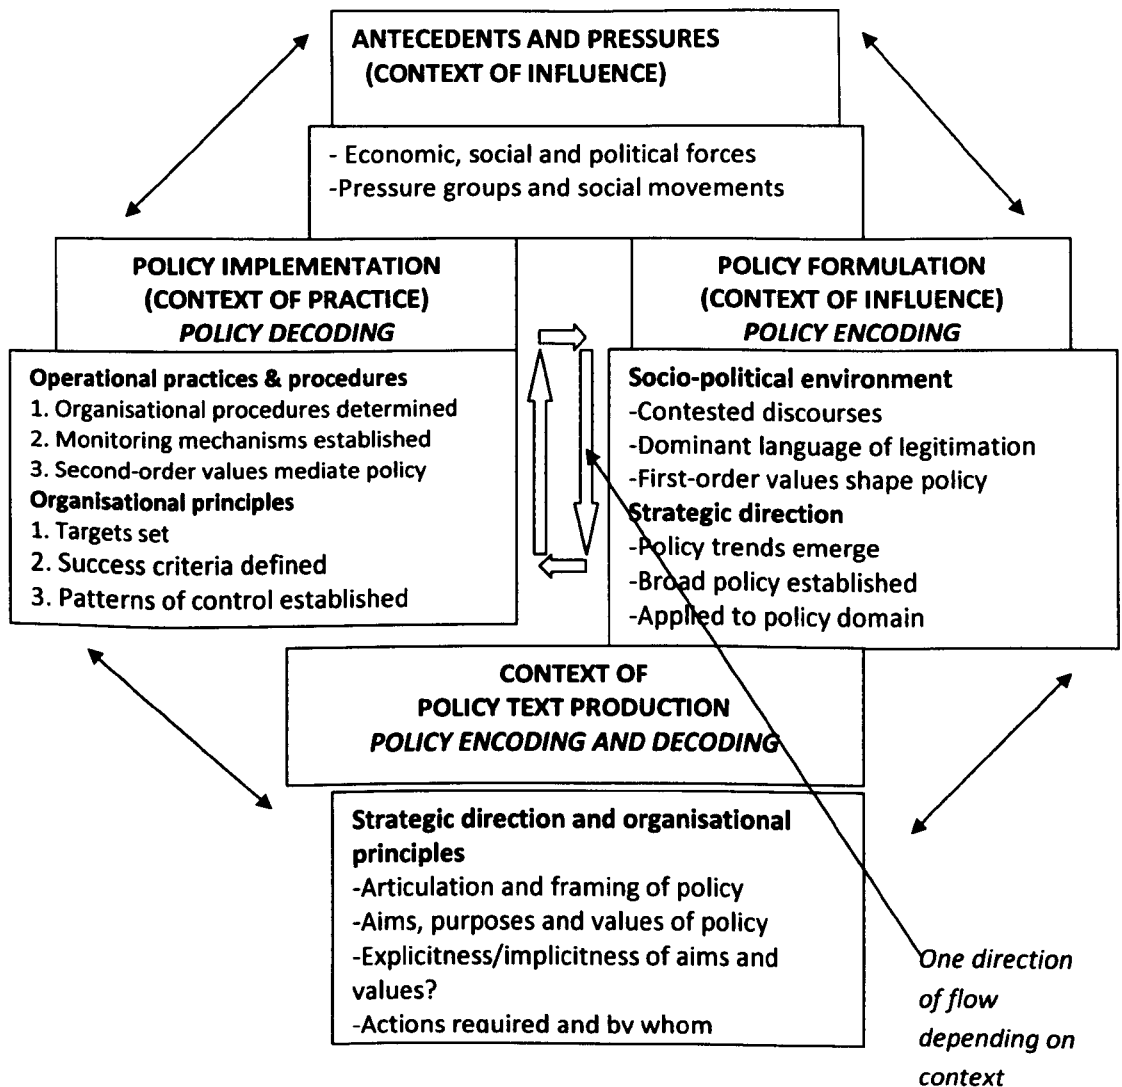 ANTECEDENTS AND PRESSURES
(CONTEXT OF INFLUENCE)
- Economic, social and political forces
-Pressure groups and social movements
POLICY IMPLEMENTATION
(CONTEXT OF PRACTICE)
POLICY DECODING
Operational practices & procedures
1. Organisational procedures determined
2. Monitoring mechanisms established
3. Second-order values mediate policy
Organisational principles
1. Targets set
2. Success criteria defined
3. Patterns of control established
POLICY FORMULATION
(CONTEXT OF INFLUENCE)
POLICY ENCODING
Socio-political environment
-Contested discourses
-Dominant language of legitimation
-First-order values shape policy
Strategic direction
-Policy trends emerge
-Broad policy established
-Applied to policy domain
CONTEXT OF
POLICY TEXT PRODUCTION
POLICY ENCODING AND DECODING
Strategic direction and organisational
principles
-Articulation and framing of policy
-Aims, purposes and values of policy
-Explicitness/implicitness of aims and
values?
-Actions required and by whom
One direction
of flow
depending on
context